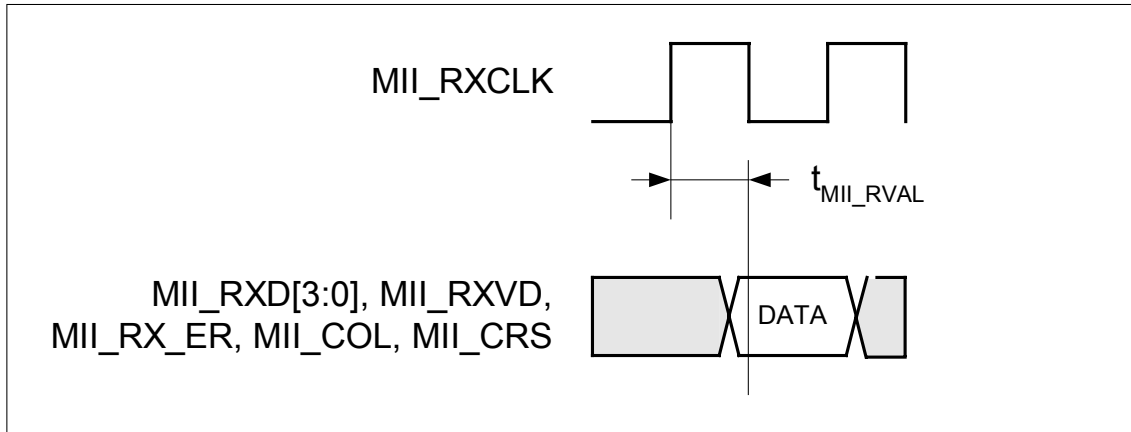 MII_RXCLK
tMII_RVAL
MII_RXD[3:0], MII_RXVD,
MII_RX_ER, MII_COL, MII_CRS
DATA